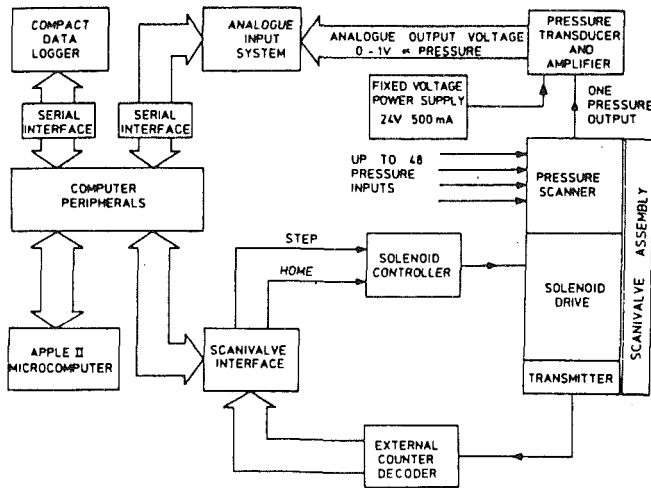 COMPACT
DATA
LOGGER
ANALOGUE
INPUT
SYSTEM
ANALOGUE OUTPUT VOLTAGE
0 - 1V ∝ PRESSURE
PRESSURE
TRANSDUCER
AND
AMPLIFIER
FIXED VOLTAGE
POWER SUPPLY
24V 500 mA
ONE
PRESSURE
OUTPUT
SERIAL
INTERFACE
SERIAL
INTERFACE
UP TO 48
PRESSURE
INPUTS
PRESSURE
SCANNER
COMPUTER
PERIPHERALS
STEP
HOME
SOLENOID
CONTROLLER
SOLENOID
DRIVE
SCANIVALVE ASSEMBLY
APPLE II
MICROCOMPUTER
SCANIVALVE
INTERFACE
TRANSMITTER
EXTERNAL
COUNTER
DECODER